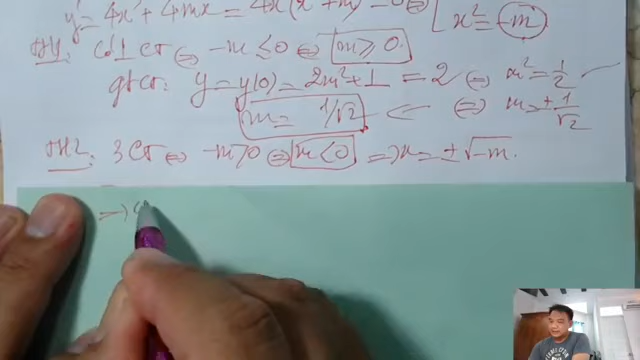 y' = 4x³ + 4mx = 4x(x² + m) = 0 ⇔ [ x² = -m
TH1: Có 1 CT ⇔ -m ≤ 0 ⇔ m ≥ 0.
gtct: y = y(0) = 2m² + 1 = 2 ⇔ m² = 1/2
m = 1/√2 ⇐ ⇔ m = ± 1/√2
TH2: 3 CT ⇔ -m > 0 ⇔ m < 0 => x = ± √-m.